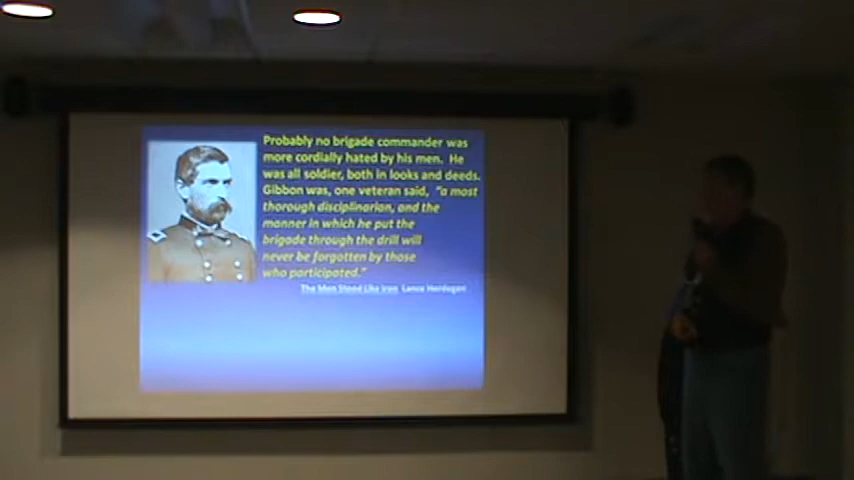 Probably no brigade commander was
more cordially hated by his men.  He
was all soldier, both in looks and deeds.
Gibbon was, one veteran said, "a most
thorough disciplinarian, and the
manner in which he put the
brigade through the drill will
never be forgotten by those
who participated."
The Men Stood Like Iron  Lance Herdegen